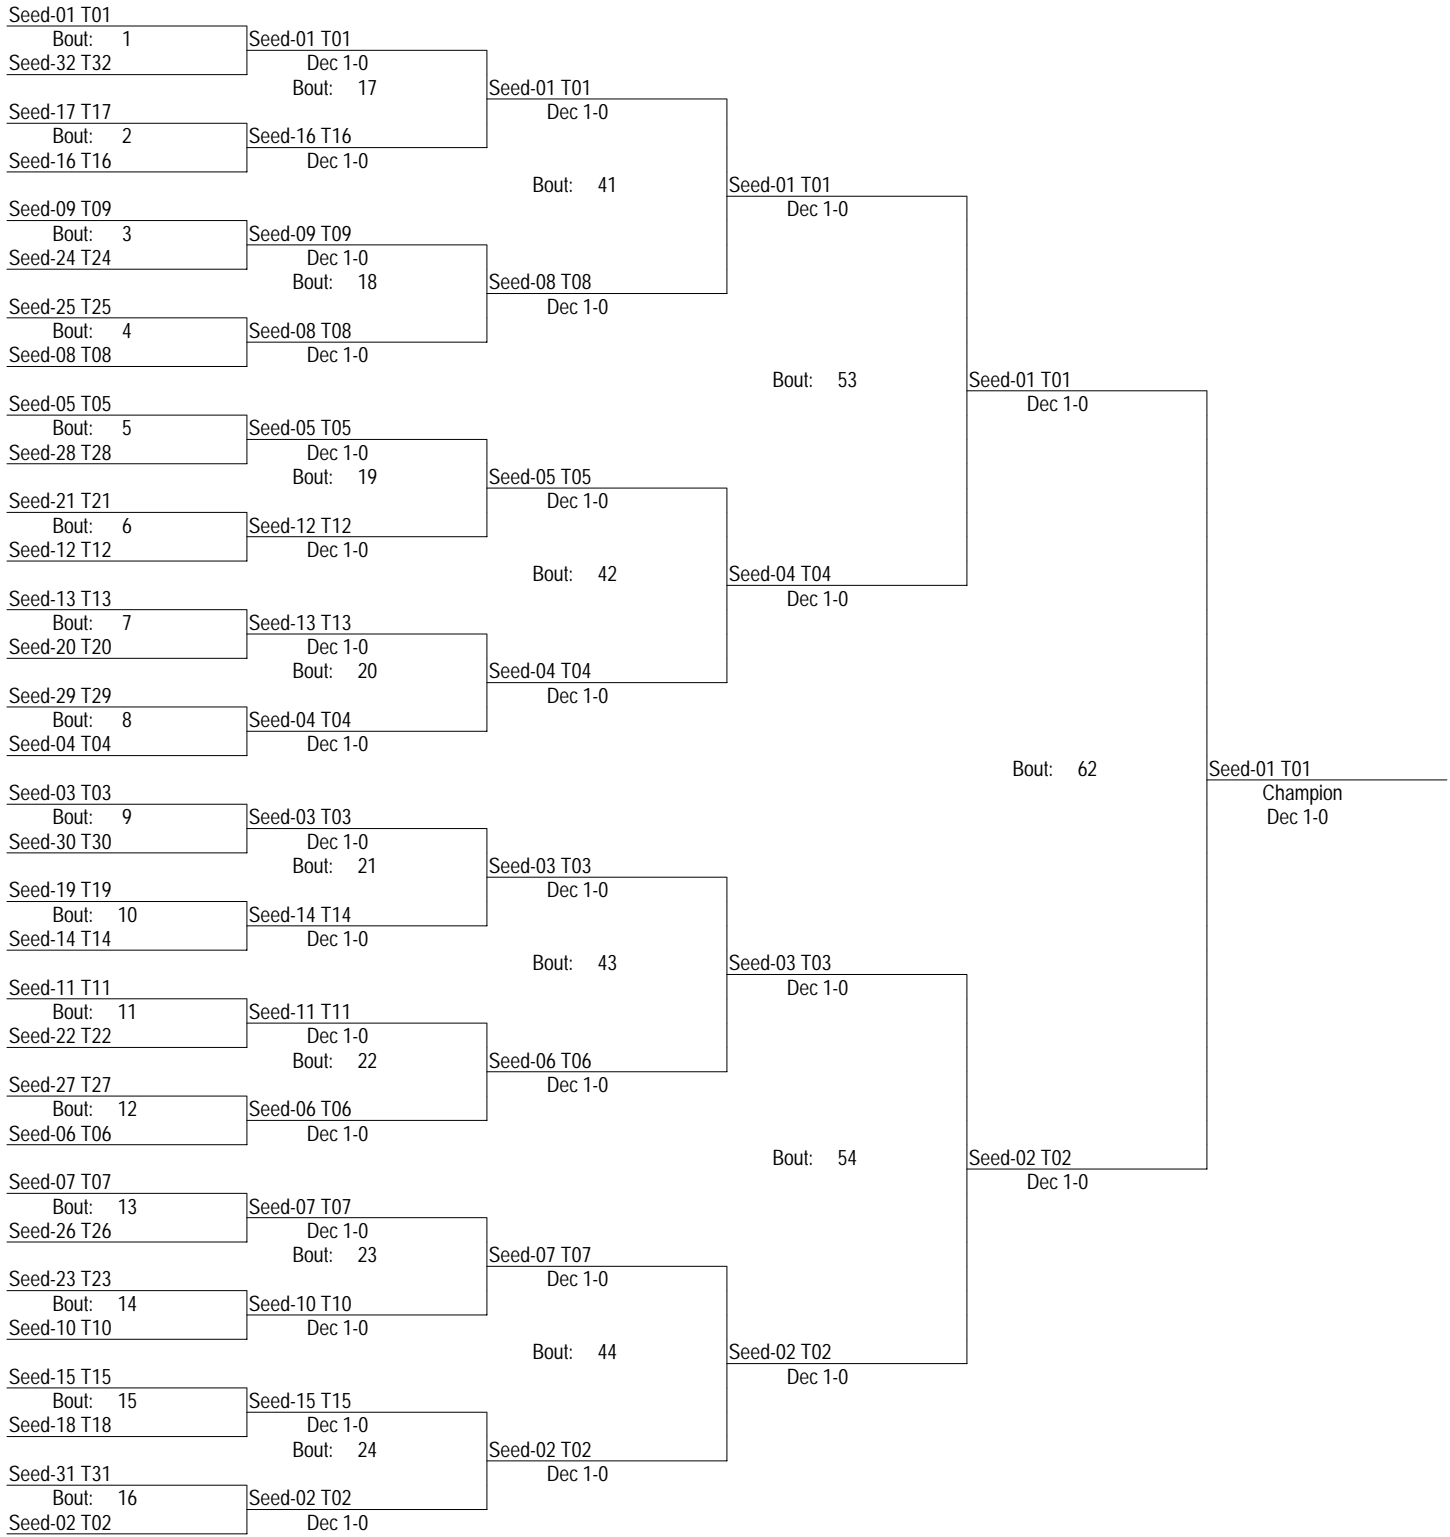 Seed-01 T01
Bout: 1
Seed-01 T01
Seed-32 T32
Dec 1-0
Bout: 17
Seed-01 T01
Seed-17 T17
Dec 1-0
Bout: 2
Seed-16 T16
Seed-16 T16
Dec 1-0
Bout: 41
Seed-01 T01
Seed-09 T09
Dec 1-0
Bout: 3
Seed-09 T09
Seed-24 T24
Dec 1-0
Bout: 18
Seed-08 T08
Seed-25 T25
Dec 1-0
Bout: 4
Seed-08 T08
Seed-08 T08
Dec 1-0
Bout: 53
Seed-01 T01
Seed-05 T05
Dec 1-0
Bout: 5
Seed-05 T05
Seed-28 T28
Dec 1-0
Bout: 19
Seed-05 T05
Seed-21 T21
Dec 1-0
Bout: 6
Seed-12 T12
Seed-12 T12
Dec 1-0
Bout: 42
Seed-04 T04
Seed-13 T13
Dec 1-0
Bout: 7
Seed-13 T13
Seed-20 T20
Dec 1-0
Bout: 20
Seed-04 T04
Seed-29 T29
Dec 1-0
Bout: 8
Seed-04 T04
Seed-04 T04
Dec 1-0
Bout: 62
Seed-01 T01
Seed-03 T03
Champion
Bout: 9
Seed-03 T03
Dec 1-0
Seed-30 T30
Dec 1-0
Bout: 21
Seed-03 T03
Seed-19 T19
Dec 1-0
Bout: 10
Seed-14 T14
Seed-14 T14
Dec 1-0
Bout: 43
Seed-03 T03
Seed-11 T11
Dec 1-0
Bout: 11
Seed-11 T11
Seed-22 T22
Dec 1-0
Bout: 22
Seed-06 T06
Seed-27 T27
Dec 1-0
Bout: 12
Seed-06 T06
Seed-06 T06
Dec 1-0
Bout: 54
Seed-02 T02
Seed-07 T07
Dec 1-0
Bout: 13
Seed-07 T07
Seed-26 T26
Dec 1-0
Bout: 23
Seed-07 T07
Seed-23 T23
Dec 1-0
Bout: 14
Seed-10 T10
Seed-10 T10
Dec 1-0
Bout: 44
Seed-02 T02
Seed-15 T15
Dec 1-0
Bout: 15
Seed-15 T15
Seed-18 T18
Dec 1-0
Bout: 24
Seed-02 T02
Seed-31 T31
Dec 1-0
Bout: 16
Seed-02 T02
Seed-02 T02
Dec 1-0